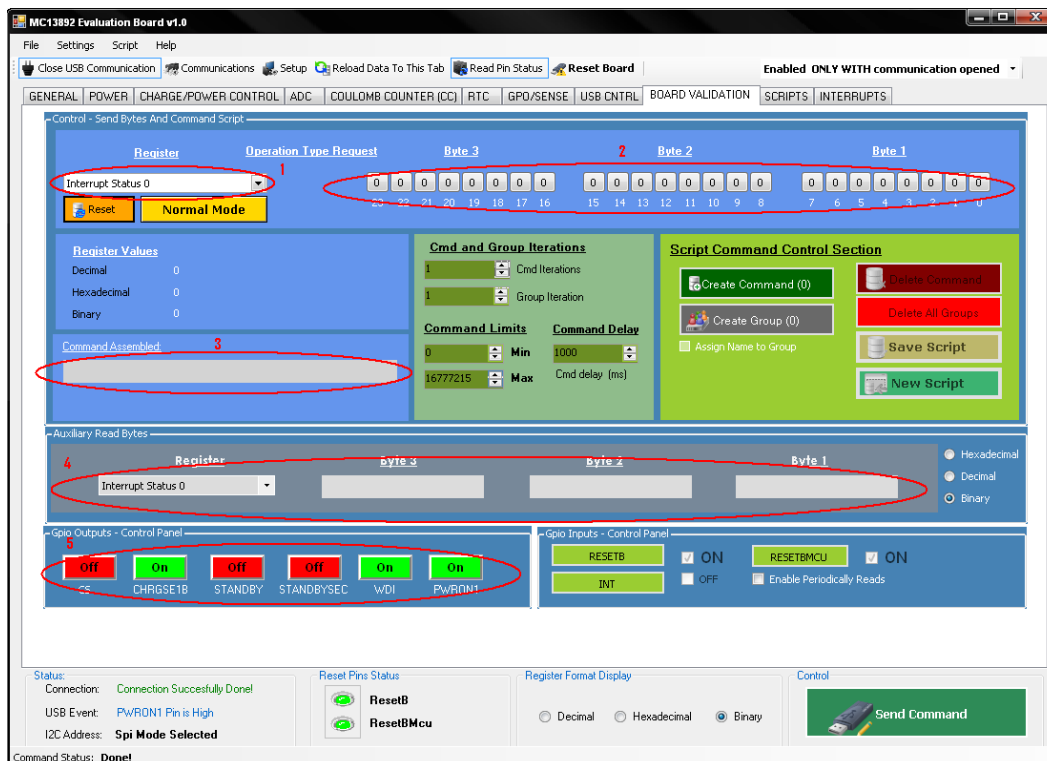 MC13892 Evaluation Board v1.0
File Settings Script Help
Close USB Communication Communications Setup Reload Data To This Tab Read Pin Status Reset Board Enabled ONLY WITH communication opened
GENERAL POWER CHARGE/POWER CONTROL ADC COULOMB COUNTER (CC) RTC GPO/SENSE USB CNTRL BOARD VALIDATION SCRIPTS INTERRUPTS
Control - Send Bytes And Command Script
Register Operation Type Request Byte 3 2 Byte 2 Byte 1
1
Interrupt Status 0 0 0 0 0 0 0 0 0 0 0 0 0 0 0 0 0 0 0 0 0 0 0 0 0
23 22 21 20 19 18 17 16 15 14 13 12 11 10 9 8 7 6 5 4 3 2 1 0
Reset Normal Mode
Register Values
Decimal 0
Hexadecimal 0
Binary 0
Command Assembled: 3
Cmd and Group Iterations
1 Cmd Iterations
1 Group Iteration
Command Limits Command Delay
0 Min 1000
16777215 Max Cmd delay (ms)
Script Command Control Section
Create Command (0) Delete Command
Create Group (0) Delete All Groups
Assign Name to Group Save Script
New Script
Auxiliary Read Bytes
4 Register Byte 3 Byte 2 Byte 1 Hexadecimal
Interrupt Status 0 Decimal
Binary
Gpio Outputs - Control Panel
5
Off On Off Off On On
CS CHRGSE1B STANDBY STANDBYSEC WDI PWRON1
Gpio Inputs - Control Panel
RESETB ON RESETBMCU ON
INT OFF Enable Periodically Reads
Status:
Connection: Connection Succesfully Done!
USB Event: PWRON1 Pin is High
I2C Address: Spi Mode Selected
Reset Pins Status
ResetB
ResetBMcu
Register Format Display
Decimal Hexadecimal Binary
Control
Send Command
Command Status: Done!